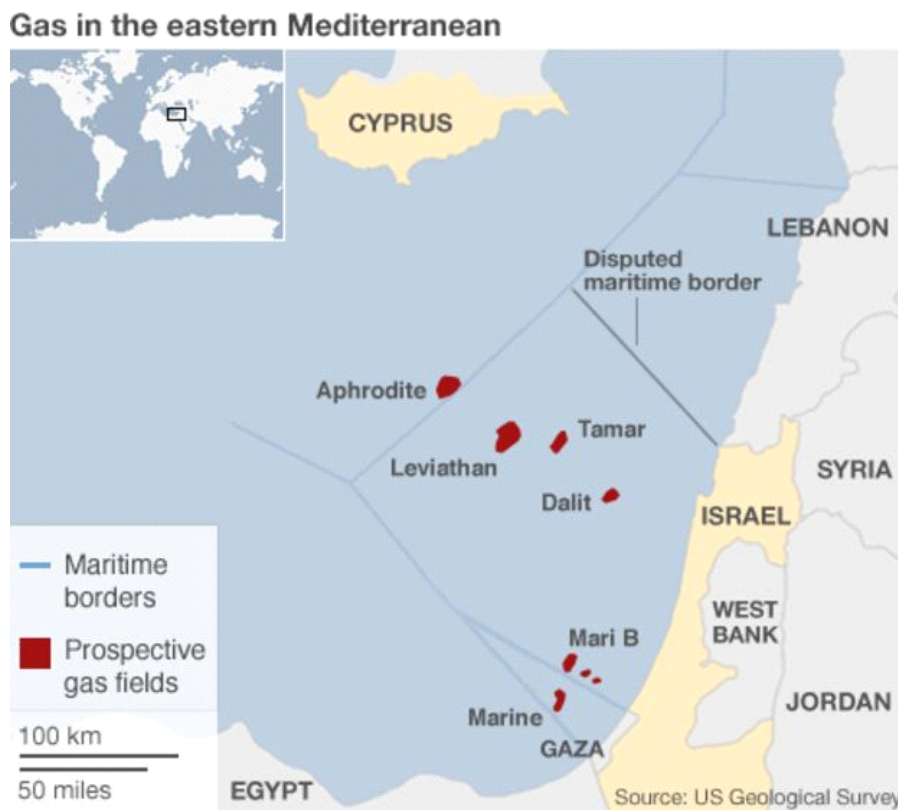 Gas in the eastern Mediterranean
CYPRUS
LEBANON
Disputed
maritime border
Aphrodite
Tamar
Leviathan
SYRIA
Dalit
ISRAEL
Maritime
borders
WEST
BANK
Mari B
Prospective
gas fields
Marine
JORDAN
100 km
GAZA
50 miles
EGYPT
Source: US Geological Survey